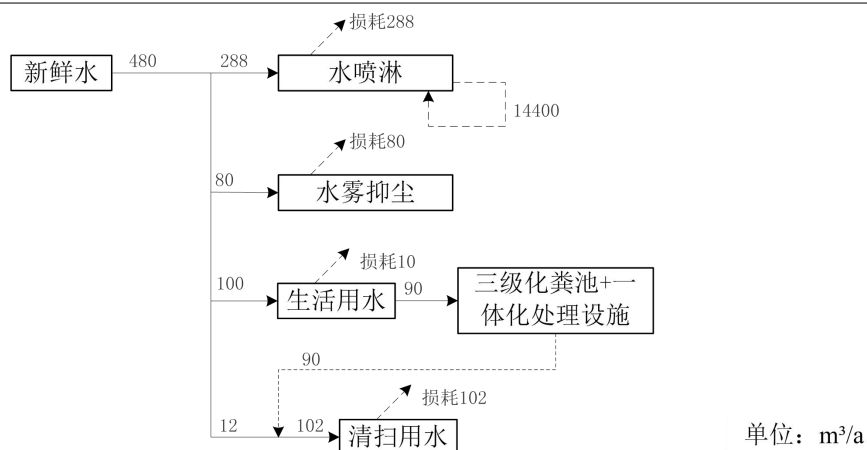 损耗288
新鲜水
480
288
水喷淋
14400
损耗80
80
水雾抑尘
损耗10
100
生活用水
90
三级化粪池+一
体化处理设施
90
损耗102
12
102
清扫用水
单位：m³/a